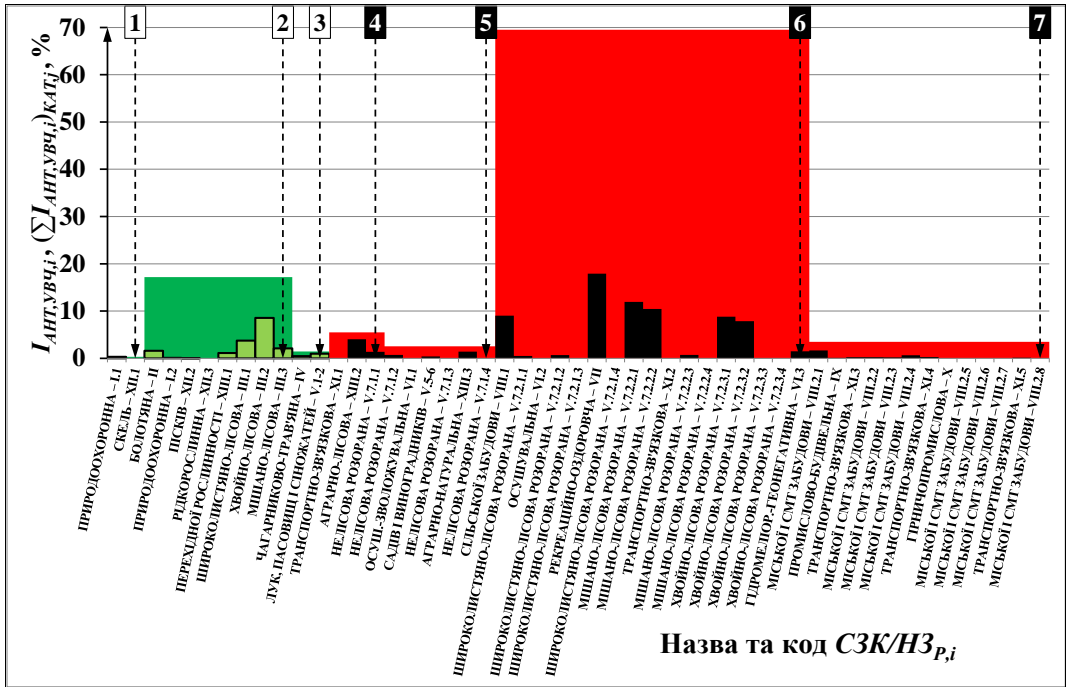 I_АНТ,УВЧ,i, (∑I_АНТ,УВЧ,i)_КАТ,j, %
70
60
50
40
30
20
10
0
1
2
3
4
5
6
7
ПРИРОДООХОРОННА – І.1
СКЕЛЬ – XII.1
БОЛОТЯНА – ІІ
ПРИРОДООХОРОННА – І.2
ПІСКІВ – XII.2
РІДКОРОСЛИННА – XII.3
ПЕРЕХІДНОЇ РОСЛИННОСТІ – XIII.1
ШИРОКОЛИСТЯНО-ЛІСОВА – III.1
ХВОЙНО-ЛІСОВА – III.2
МІШАНО-ЛІСОВА – III.3
ЧАГАРНИКОВО-ТРАВ'ЯНА – IV
ЛУК, ПАСОВИЩ І СІНОЖАТЕЙ – V.1-2
ТРАНСПОРТНО-ЗВ'ЯЗКОВА – XI.1
АГРАРНО-ЛІСОВА – XIII.2
НЕЛІСОВА РОЗОРАНА – V.7.1.1
НЕЛІСОВА РОЗОРАНА – V.7.1.2
ОСУШ.-ЗВОЛОЖУВАЛЬНА – VI.1
САДІВ І ВИНОГРАДНИКІВ – V.5-6
НЕЛІСОВА РОЗОРАНА – V.7.1.3
АГРАРНО-НАТУРАЛЬНА – XIII.3
НЕЛІСОВА РОЗОРАНА – V.7.1.4
СІЛЬСЬКОЇ ЗАБУДОВИ – VIII.1
ШИРОКОЛИСТЯНО-ЛІСОВА РОЗОРАНА – V.7.2.1.1
ОСУШУВАЛЬНА – VI.2
ШИРОКОЛИСТЯНО-ЛІСОВА РОЗОРАНА – V.7.2.1.2
ШИРОКОЛИСТЯНО-ЛІСОВА РОЗОРАНА – V.7.2.1.3
РЕКРЕАЦІЙНО-ОЗДОРОВЧА – VII
ШИРОКОЛИСТЯНО-ЛІСОВА РОЗОРАНА – V.7.2.1.4
МІШАНО-ЛІСОВА РОЗОРАНА – V.7.2.2.1
МІШАНО-ЛІСОВА РОЗОРАНА – V.7.2.2.2
ТРАНСПОРТНО-ЗВ'ЯЗКОВА – XI.2
МІШАНО-ЛІСОВА РОЗОРАНА – V.7.2.2.3
МІШАНО-ЛІСОВА РОЗОРАНА – V.7.2.2.4
ХВОЙНО-ЛІСОВА РОЗОРАНА – V.7.2.3.1
ХВОЙНО-ЛІСОВА РОЗОРАНА – V.7.2.3.2
ХВОЙНО-ЛІСОВА РОЗОРАНА – V.7.2.3.3
ХВОЙНО-ЛІСОВА РОЗОРАНА – V.7.2.3.4
ГІДРОМЕЛІОР.-ГЕОНЕГАТИВНА – VI.3
МІСЬКОЇ І СМТ ЗАБУДОВИ – VIII.2.1
ПРОМИСЛОВО-БУДІВЕЛЬНА – IX
ТРАНСПОРТНО-ЗВ'ЯЗКОВА – XI.3
МІСЬКОЇ І СМТ ЗАБУДОВИ – VIII.2.2
МІСЬКОЇ І СМТ ЗАБУДОВИ – VIII.2.3
МІСЬКОЇ І СМТ ЗАБУДОВИ – VIII.2.4
ТРАНСПОРТНО-ЗВ'ЯЗКОВА – XI.4
ГІРНИЧОПРОМИСЛОВА – X
МІСЬКОЇ І СМТ ЗАБУДОВИ – VIII.2.5
МІСЬКОЇ І СМТ ЗАБУДОВИ – VIII.2.6
МІСЬКОЇ І СМТ ЗАБУДОВИ – VIII.2.7
ТРАНСПОРТНО-ЗВ'ЯЗКОВА – XI.5
МІСЬКОЇ І СМТ ЗАБУДОВИ – VIII.2.8
Назва та код СЗК/НЗ_P,i